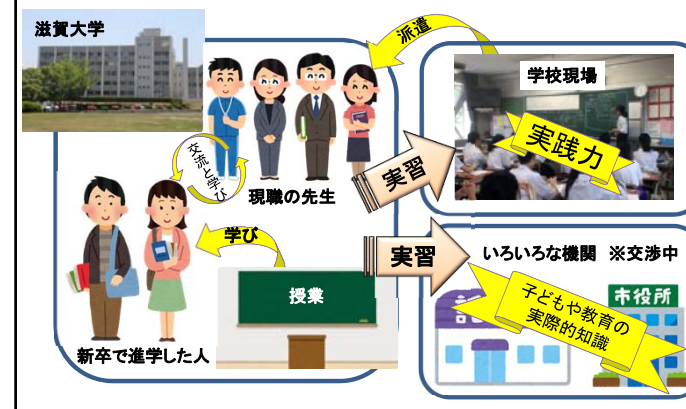 滋賀大学
派遣
学校現場
実践力
交流と学び
現職の先生
実習
学び
実習
いろいろな機関 ※交渉中
授業
市役所
子どもや教育の
実際的知識
新卒で進学した人